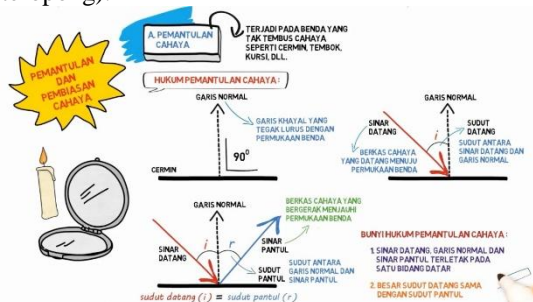 PEMANTULAN
DAN
PEMBIASAN
CAHAYA
A. PEMANTULAN
CAHAYA
TERJADI PADA BENDA YANG
TAK TEMBUS CAHAYA
SEPERTI CERMIN, TEMBOK,
KURSI, DLL.
HUKUM PEMANTULAN CAHAYA:
GARIS NORMAL
GARIS KHAYAL YANG
TEGAK LURUS DENGAN
PERMUKAAN BENDA
90°
CERMIN
GARIS NORMAL
SINAR
DATANG
i
SUDUT
DATANG
BERKAS CAHAYA
YANG DATANG MENUJU
PERMUKAAN BENDA
SUDUT ANTARA
SINAR DATANG DAN
GARIS NORMAL
GARIS NORMAL
BERKAS CAHAYA YANG
BERGERAK MENJAUHI
PERMUKAAN BENDA
SINAR
DATANG
i
r
SINAR
PANTUL
SUDUT
PANTUL
SUDUT ANTARA
GARIS NORMAL DAN
SINAR PANTUL
sudut datang (i) = sudut pantul (r)
BUNYI HUKUM PEMANTULAN CAHAYA:
1. SINAR DATANG, GARIS NORMAL DAN
SINAR PANTUL TERLETAK PADA
SATU BIDANG DATAR
2. BESAR SUDUT DATANG SAMA
DENGAN SUDUT PANTUL